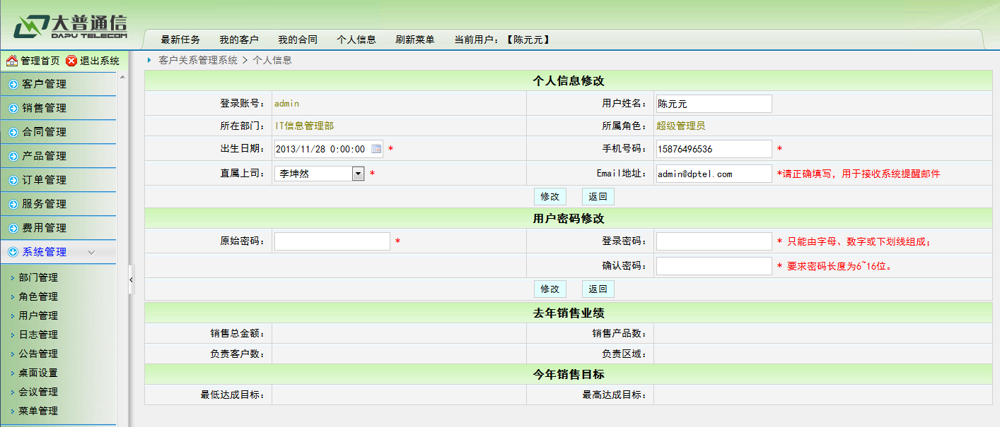 大普通信
DAPU TELECOM
最新任务 我的客户 我的合同 个人信息 刷新菜单 当前用户：【陈元元】
管理首页 退出系统
客户管理
销售管理
合同管理
产品管理
订单管理
服务管理
费用管理
系统管理
部门管理
角色管理
用户管理
日志管理
公告管理
桌面设置
会议管理
菜单管理
客户关系管理系统 > 个人信息
个人信息修改
登录账号： admin 用户姓名： 陈元元
所在部门： IT信息管理部 所属角色： 超级管理员
出生日期： 2013/11/28 0:00:00 * 手机号码： 15876496536 *
直属上司： 李坤然 * Email地址： admin@dptel.com *请正确填写，用于接收系统提醒邮件
修改 返回
用户密码修改
原始密码： * 登录密码： * 只能由字母、数字或下划线组成；
确认密码： * 要求密码长度为6~16位。
修改 返回
去年销售业绩
销售总金额： 销售产品数：
负责客户数： 负责区域：
今年销售目标
最低达成目标： 最高达成目标：